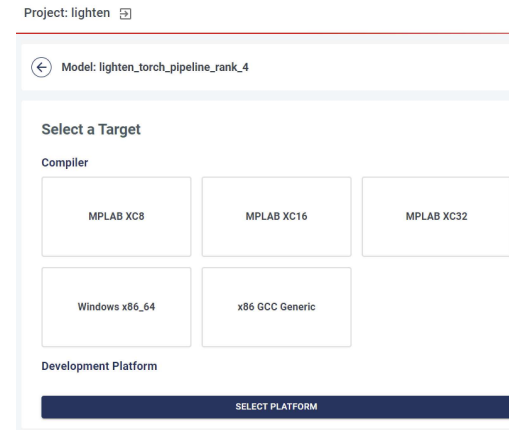 Project: lighten
Model: lighten_torch_pipeline_rank_4
Select a Target
Compiler
MPLAB XC8
MPLAB XC16
MPLAB XC32
Windows x86_64
x86 GCC Generic
Development Platform
SELECT PLATFORM